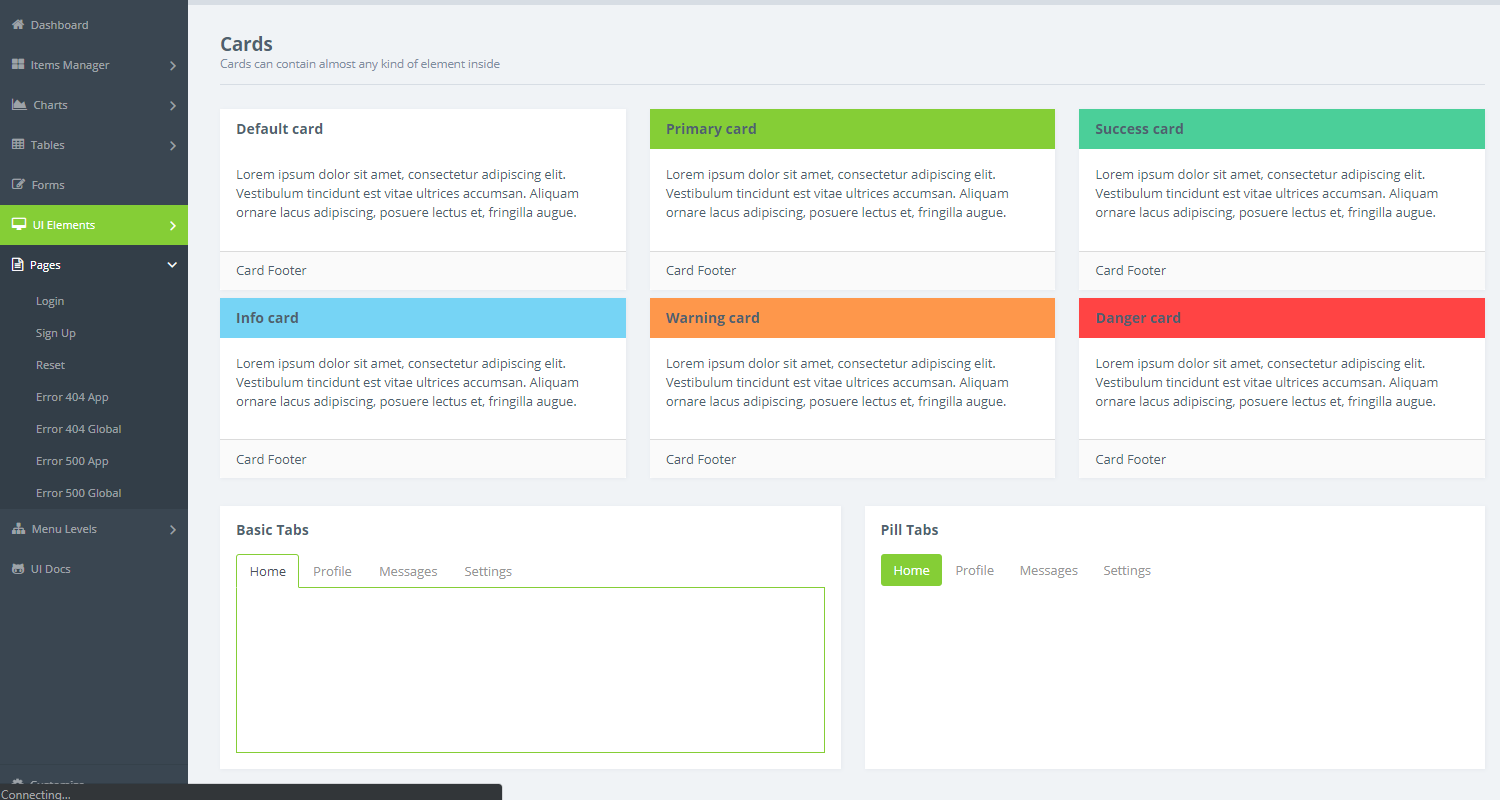 Dashboard
Items Manager
Charts
Tables
Forms
UI Elements
Pages
Login
Sign Up
Reset
Error 404 App
Error 404 Global
Error 500 App
Error 500 Global
Menu Levels
UI Docs
Customize
Connecting...
Cards
Cards can contain almost any kind of element inside
Default card
Lorem ipsum dolor sit amet, consectetur adipiscing elit.
Vestibulum tincidunt est vitae ultrices accumsan. Aliquam
ornare lacus adipiscing, posuere lectus et, fringilla augue.
Card Footer
Primary card
Lorem ipsum dolor sit amet, consectetur adipiscing elit.
Vestibulum tincidunt est vitae ultrices accumsan. Aliquam
ornare lacus adipiscing, posuere lectus et, fringilla augue.
Card Footer
Success card
Lorem ipsum dolor sit amet, consectetur adipiscing elit.
Vestibulum tincidunt est vitae ultrices accumsan. Aliquam
ornare lacus adipiscing, posuere lectus et, fringilla augue.
Card Footer
Info card
Lorem ipsum dolor sit amet, consectetur adipiscing elit.
Vestibulum tincidunt est vitae ultrices accumsan. Aliquam
ornare lacus adipiscing, posuere lectus et, fringilla augue.
Card Footer
Warning card
Lorem ipsum dolor sit amet, consectetur adipiscing elit.
Vestibulum tincidunt est vitae ultrices accumsan. Aliquam
ornare lacus adipiscing, posuere lectus et, fringilla augue.
Card Footer
Danger card
Lorem ipsum dolor sit amet, consectetur adipiscing elit.
Vestibulum tincidunt est vitae ultrices accumsan. Aliquam
ornare lacus adipiscing, posuere lectus et, fringilla augue.
Card Footer
Basic Tabs
Home Profile Messages Settings
Pill Tabs
Home Profile Messages Settings